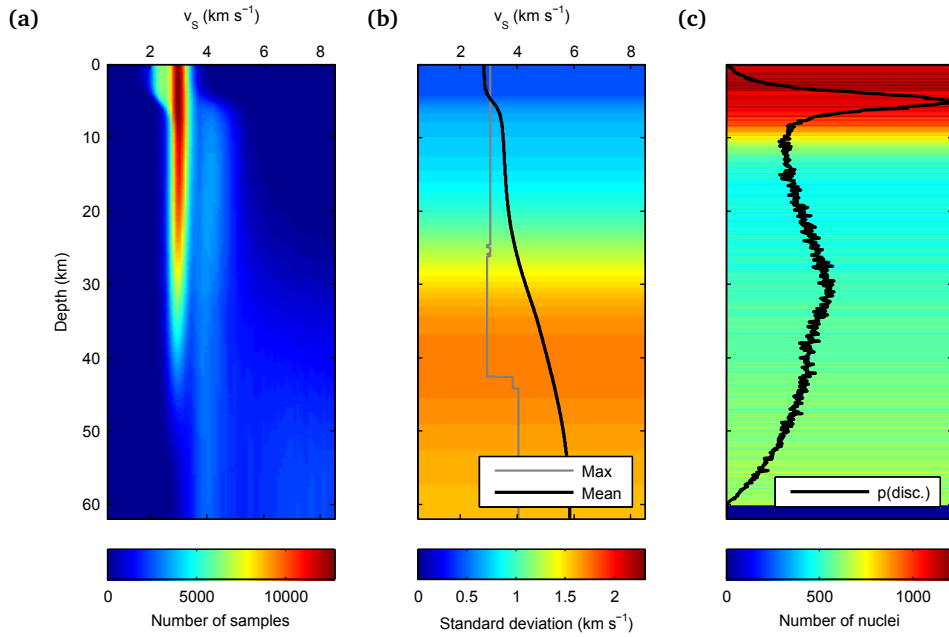 (a)
v_S (km s⁻¹)
2 4 6 8
0
10
20
30
40
50
60
Depth (km)
0 5000 10000
Number of samples
(b)
v_S (km s⁻¹)
2 4 6 8
Max
Mean
0 0.5 1 1.5 2
Standard deviation (km s⁻¹)
(c)
p(disc.)
0 500 1000
Number of nuclei